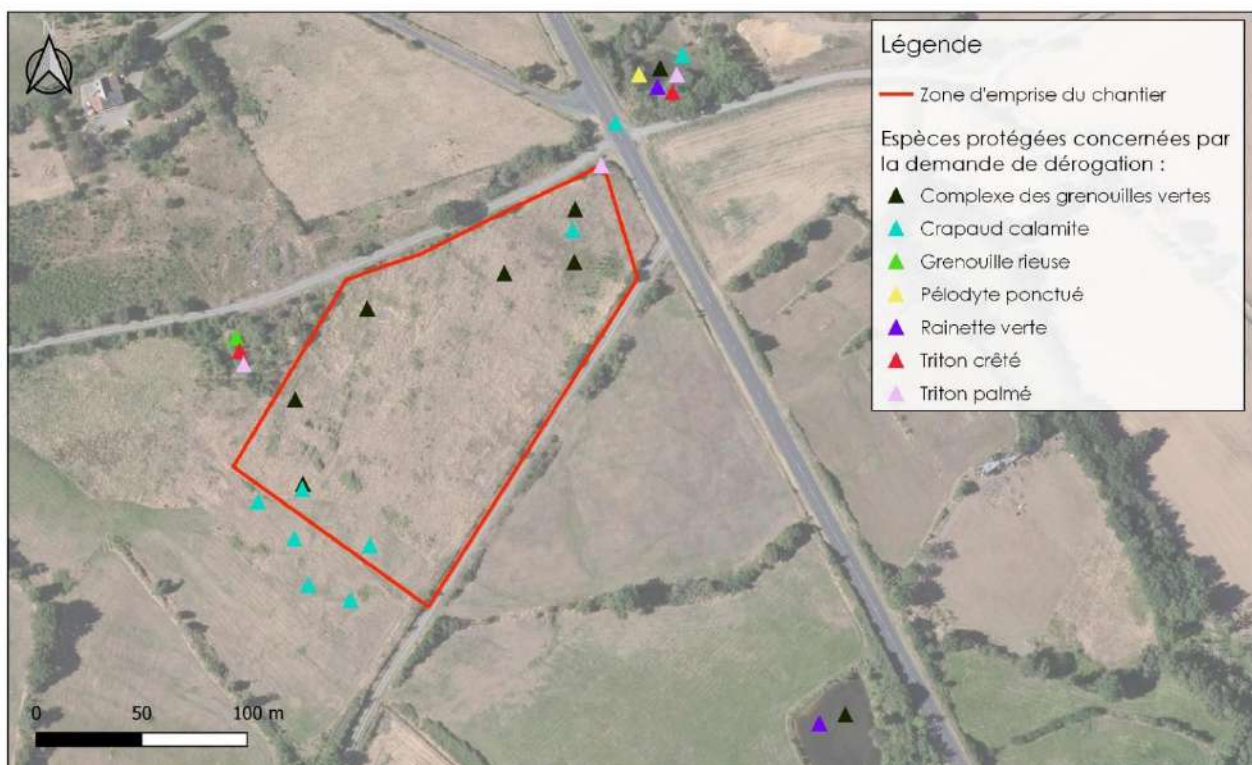 Légende
Zone d'emprise du chantier
Espèces protégées concernées par
la demande de dérogation :
Complexe des grenouilles vertes
Crapaud calamite
Grenouille rieuse
Pélodyte ponctué
Rainette verte
Triton crêté
Triton palmé
0 50 100 m